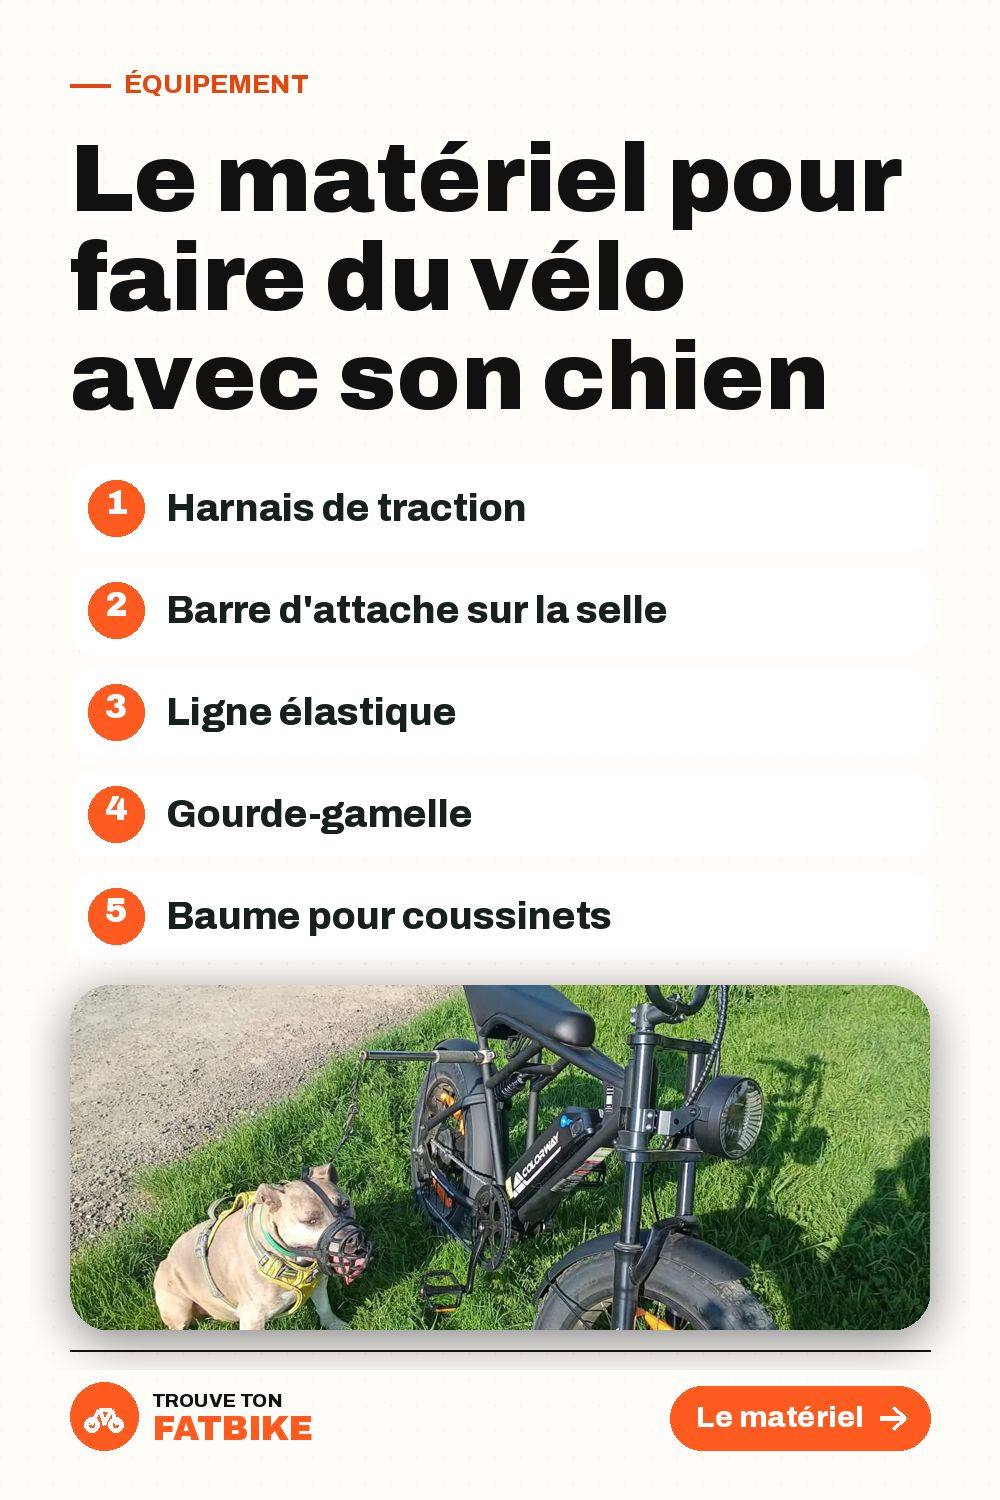 ÉQUIPEMENT
Le matériel pour
faire du vélo
avec son chien
1 Harnais de traction
2 Barre d'attache sur la selle
3 Ligne élastique
4 Gourde-gamelle
5 Baume pour coussinets
COLORWAY
TROUVE TON
FATBIKE
Le matériel →